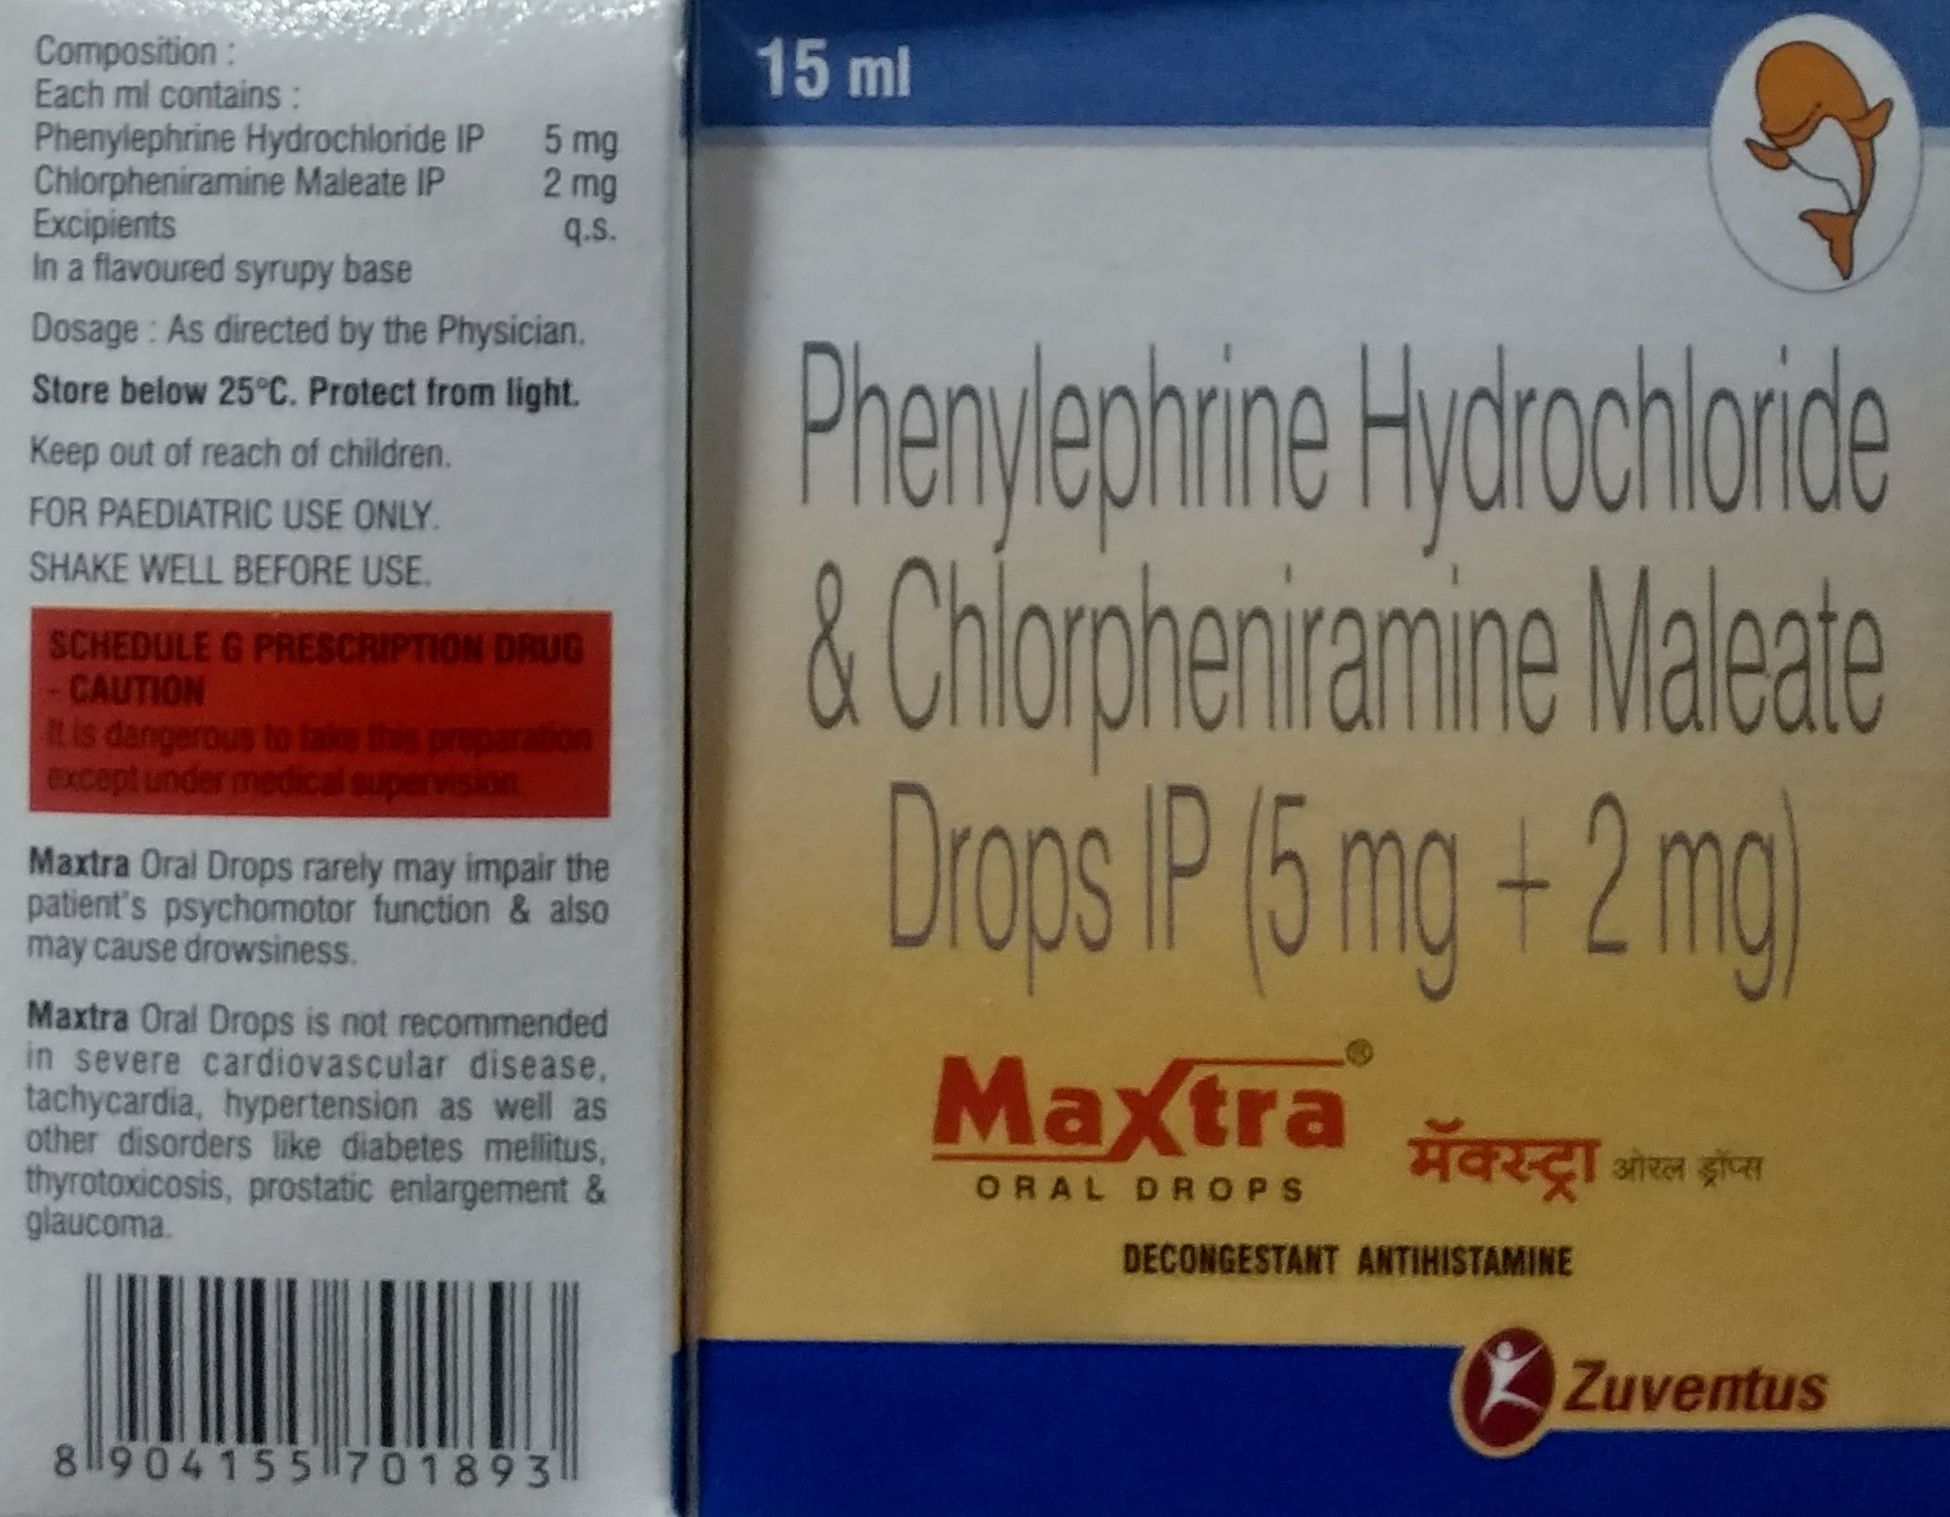 Composition :
Each ml contains :
Phenylephrine Hydrochloride IP 5 mg
Chlorpheniramine Maleate IP 2 mg
Excipients q.s.
In a flavoured syrupy base
Dosage : As directed by the Physician.
Store below 25°C. Protect from light.
Keep out of reach of children.
FOR PAEDIATRIC USE ONLY.
SHAKE WELL BEFORE USE.
SCHEDULE G PRESCRIPTION DRUG
- CAUTION
It is dangerous to take this preparation
except under medical supervision.
Maxtra Oral Drops rarely may impair the
patient's psychomotor function & also
may cause drowsiness.
Maxtra Oral Drops is not recommended
in severe cardiovascular disease,
tachycardia, hypertension as well as
other disorders like diabetes mellitus,
thyrotoxicosis, prostatic enlargement &
glaucoma.
8 904155 701893
15 ml
Phenylephrine Hydrochloride
& Chlorpheniramine Maleate
Drops IP (5 mg + 2 mg)
Maxtra®
ORAL DROPS
मॅक्स्ट्रा ओरल ड्रॉप्स
DECONGESTANT ANTIHISTAMINE
Zuventus